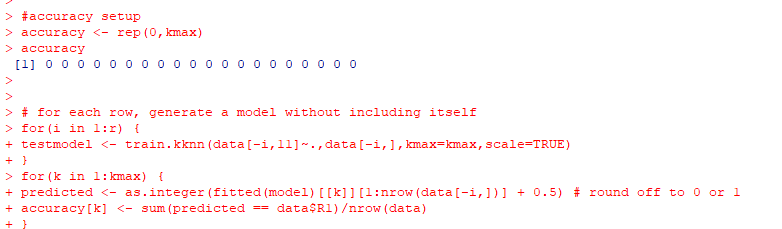 >
> #accuracy setup
> accuracy <- rep(0,kmax)
> accuracy
[1] 0 0 0 0 0 0 0 0 0 0 0 0 0 0 0 0 0 0 0 0
>
>
> # for each row, generate a model without including itself
> for(i in 1:r) {
+ testmodel <- train.kknn(data[-i,11]~.,data[-i,],kmax=kmax,scale=TRUE)
+ }
> for(k in 1:kmax) {
+ predicted <- as.integer(fitted(model)[[k]][1:nrow(data[-i,])] + 0.5) # round off to 0 or 1
+ accuracy[k] <- sum(predicted == data$R1)/nrow(data)
+ }